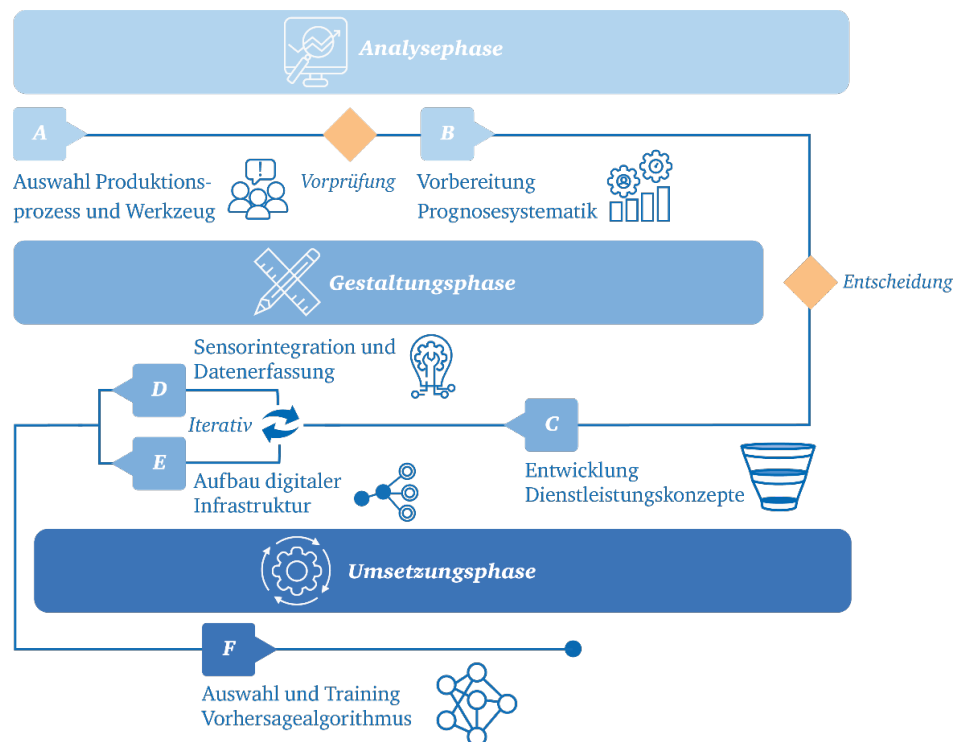 Analysephase
A
B
Auswahl Produktions-
prozess und Werkzeug
Vorprüfung
Vorbereitung
Prognosesystematik
Gestaltungsphase
Entscheidung
Sensorintegration und
Datenerfassung
D
Iterativ
C
E
Aufbau digitaler
Infrastruktur
Entwicklung
Dienstleistungskonzepte
Umsetzungsphase
F
Auswahl und Training
Vorhersagealgorithmus